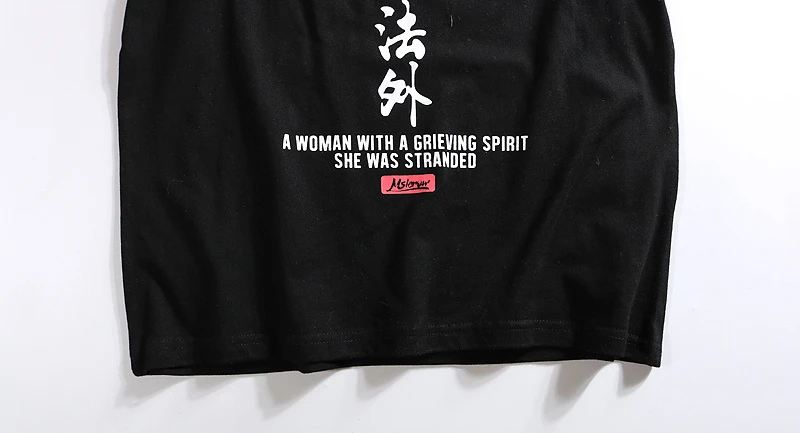 法
外
A WOMAN WITH A GRIEVING SPIRIT
SHE WAS STRANDED